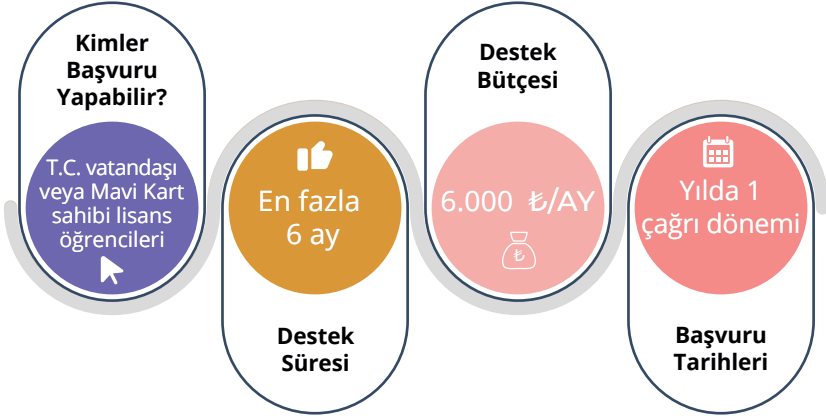 Kimler
Başvuru
Yapabilir?
T.C. vatandaşı
veya Mavi Kart
sahibi lisans
öğrencileri
En fazla
6 ay
Destek
Süresi
Destek
Bütçesi
6.000 ₺/AY
₺
Yılda 1
çağrı dönemi
Başvuru
Tarihleri